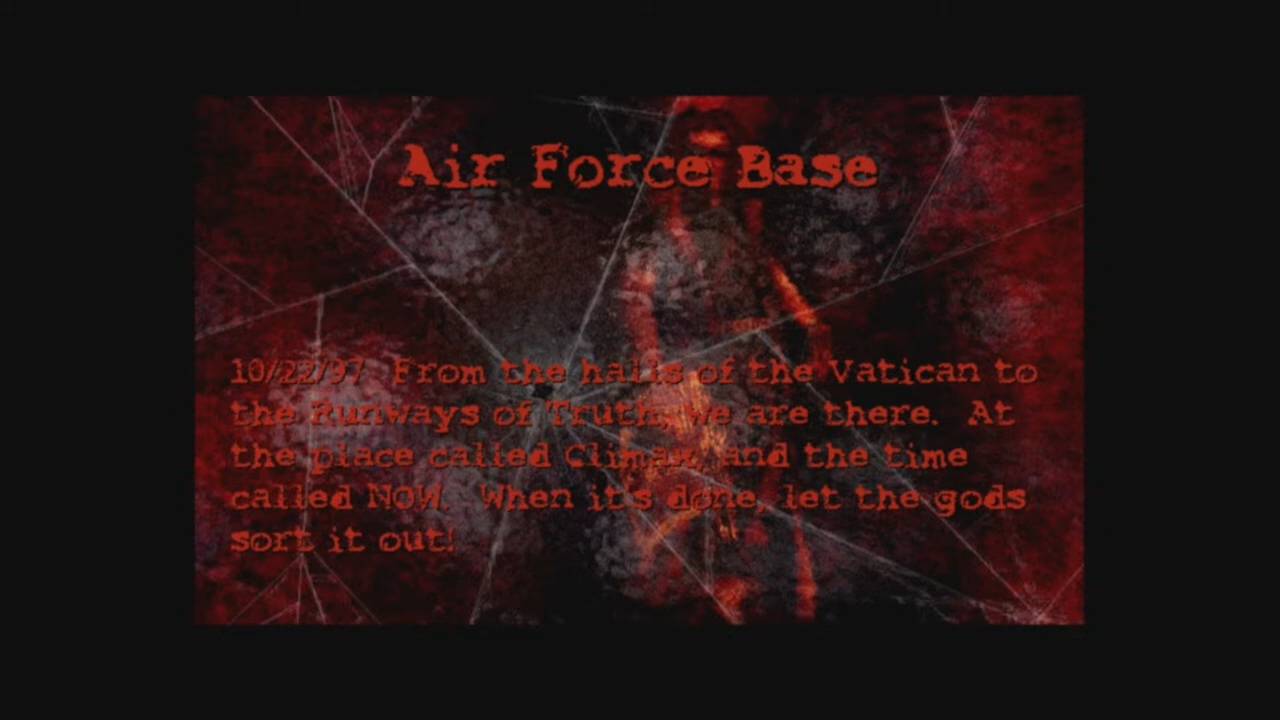 Air Force Base
10/22/97  From the halls of the Vatican to
the Runways of Truth, we are there.  At
the place called Climax, and the time
called NOW.  When it's done, let the gods
sort it out!